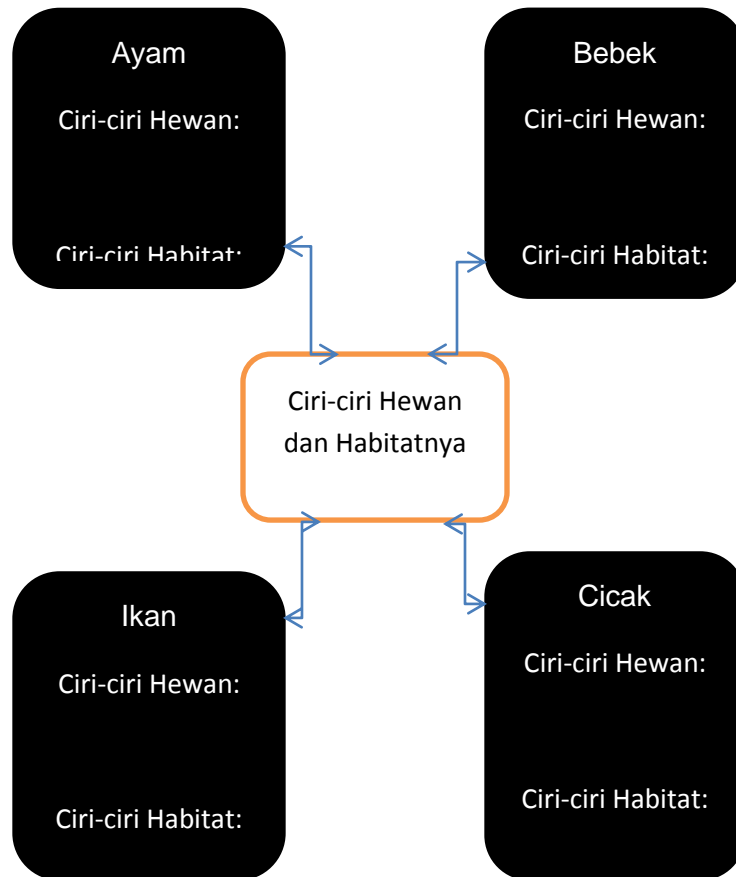 Ayam
Ciri-ciri Hewan:
Ciri-ciri Habitat:
Bebek
Ciri-ciri Hewan:
Ciri-ciri Habitat:
Ciri-ciri Hewan
dan Habitatnya
Ikan
Ciri-ciri Hewan:
Ciri-ciri Habitat:
Cicak
Ciri-ciri Hewan:
Ciri-ciri Habitat: